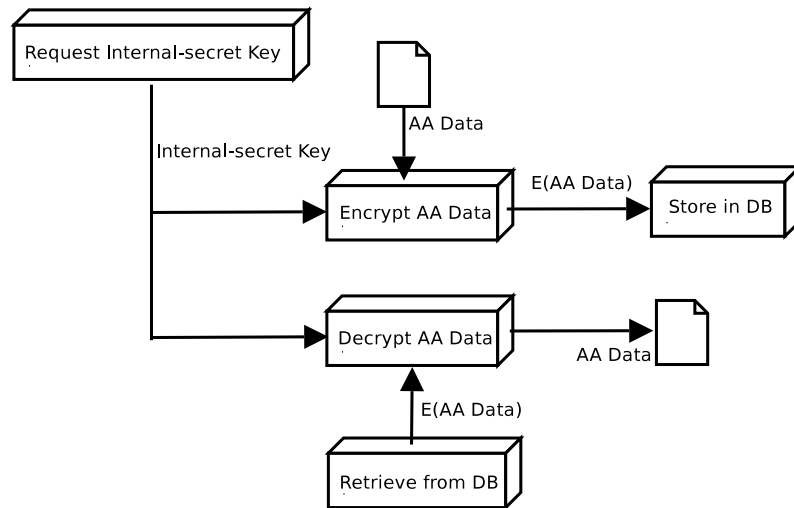 Request Internal-secret Key
AA Data
Internal-secret Key
E(AA Data)
Encrypt AA Data
Store in DB
Decrypt AA Data
AA Data
E(AA Data)
Retrieve from DB